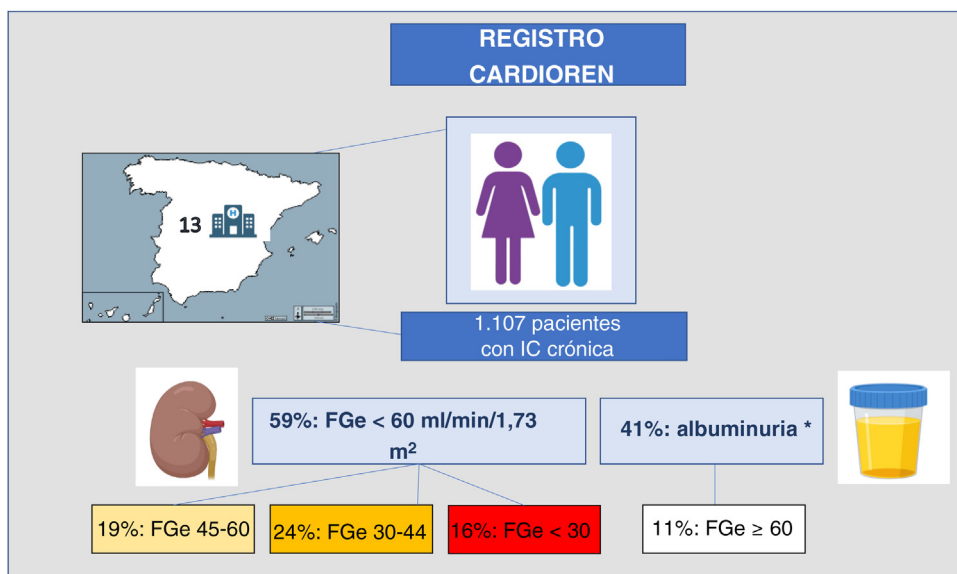 REGISTRO
CARDIOREN
13
H
1.107 pacientes
con IC crónica
59%: FGe < 60 ml/min/1,73
m²
41%: albuminuria *
19%: FGe 45-60
24%: FGe 30-44
16%: FGe < 30
11%: FGe ≥ 60